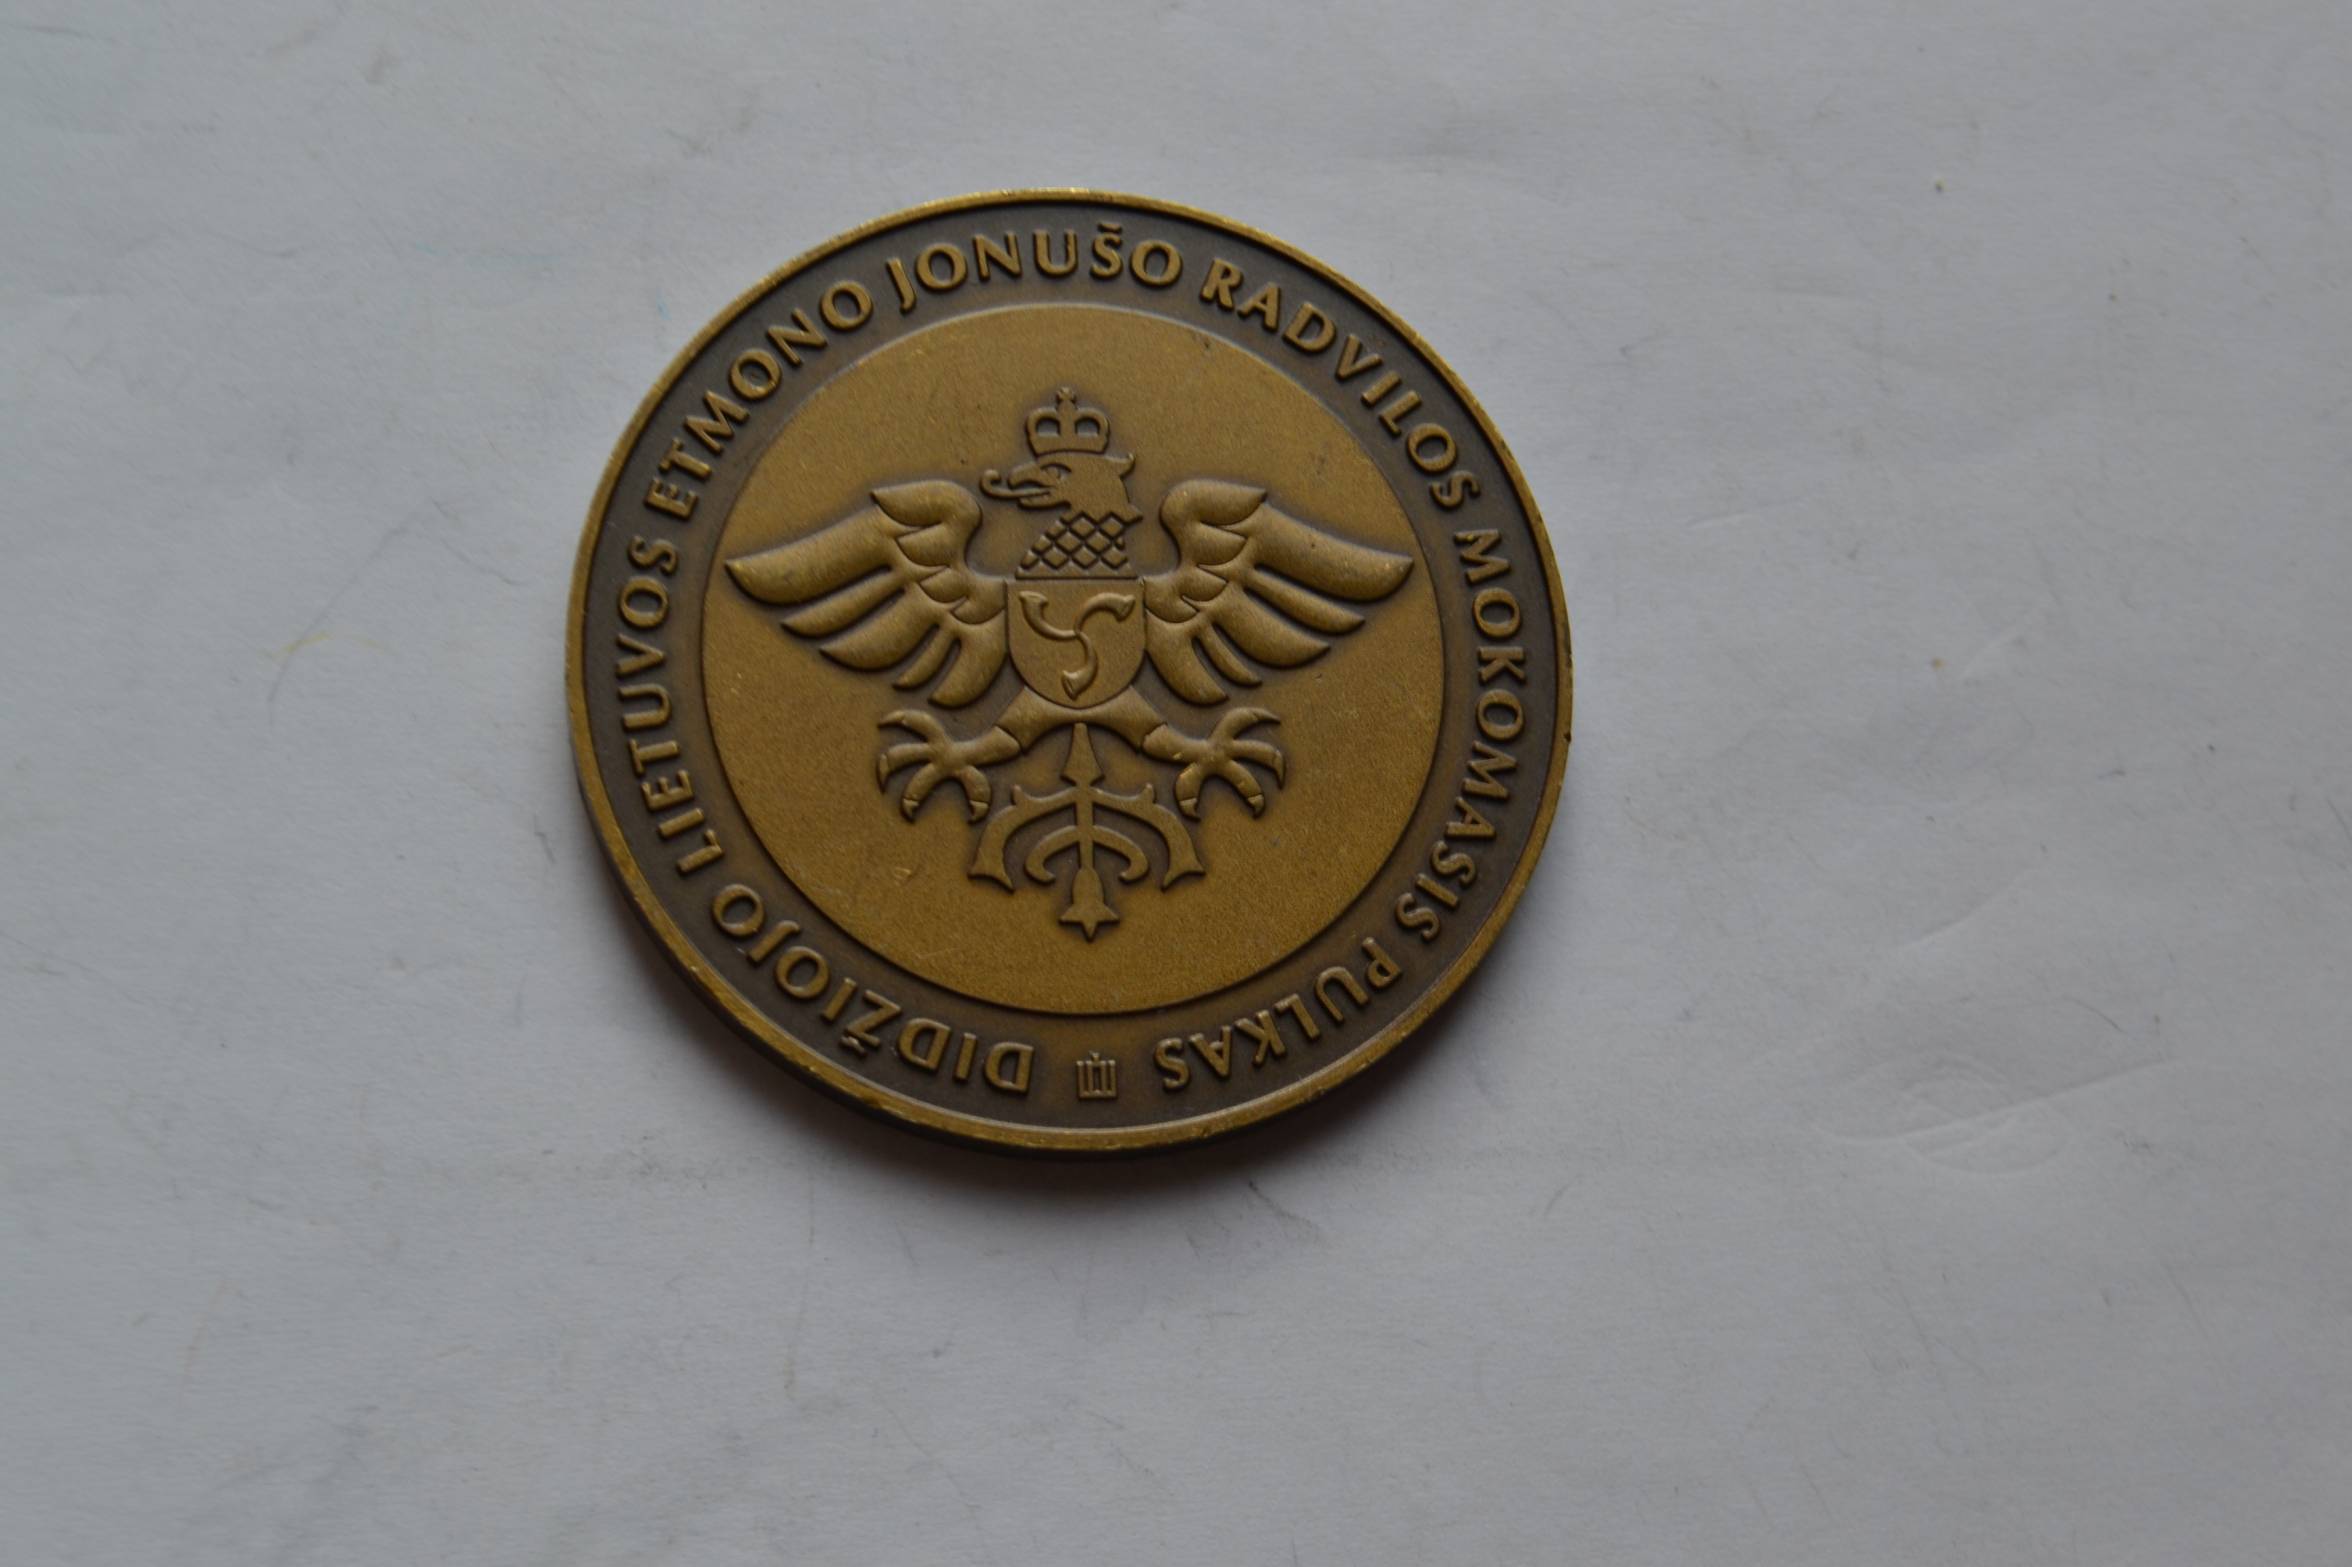 DIDŽIOJO LIETUVOS ETMONO JONUŠO RADVILOS MOKOMASIS PULKAS